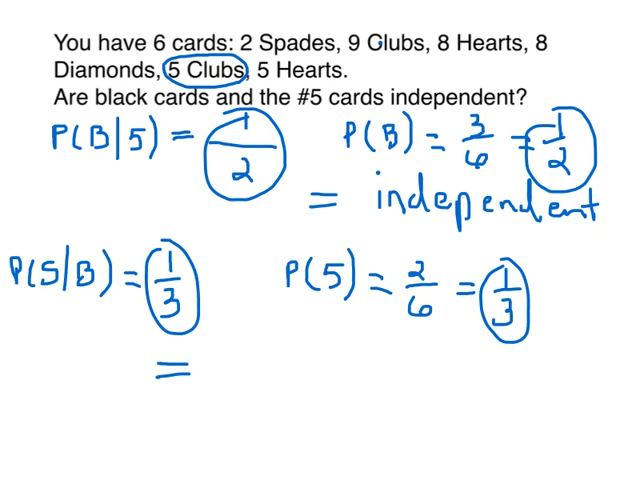 You have 6 cards: 2 Spades, 9 Clubs, 8 Hearts, 8
Diamonds, 5 Clubs, 5 Hearts.
Are black cards and the #5 cards independent?
P(B|5) = 1/2 P(B) = 3/6 = 1/2
= independent
P(5|B) = 1/3 P(5) = 2/6 = 1/3
=